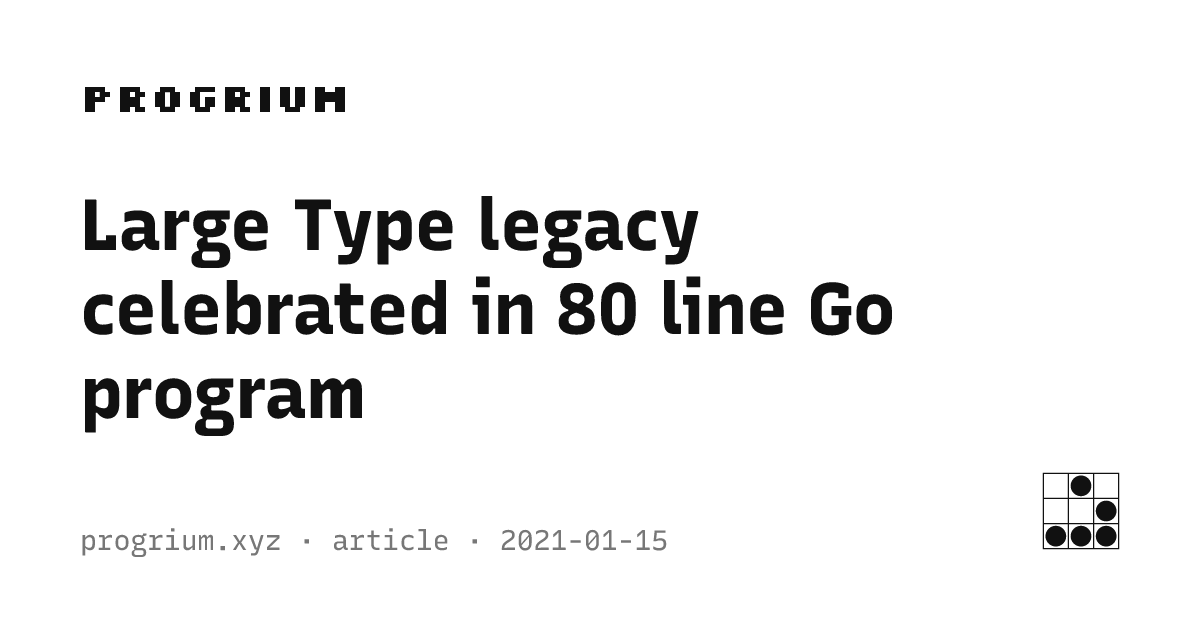 PROGRIUM
Large Type legacy
celebrated in 80 line Go
program
progrium.xyz · article · 2021-01-15